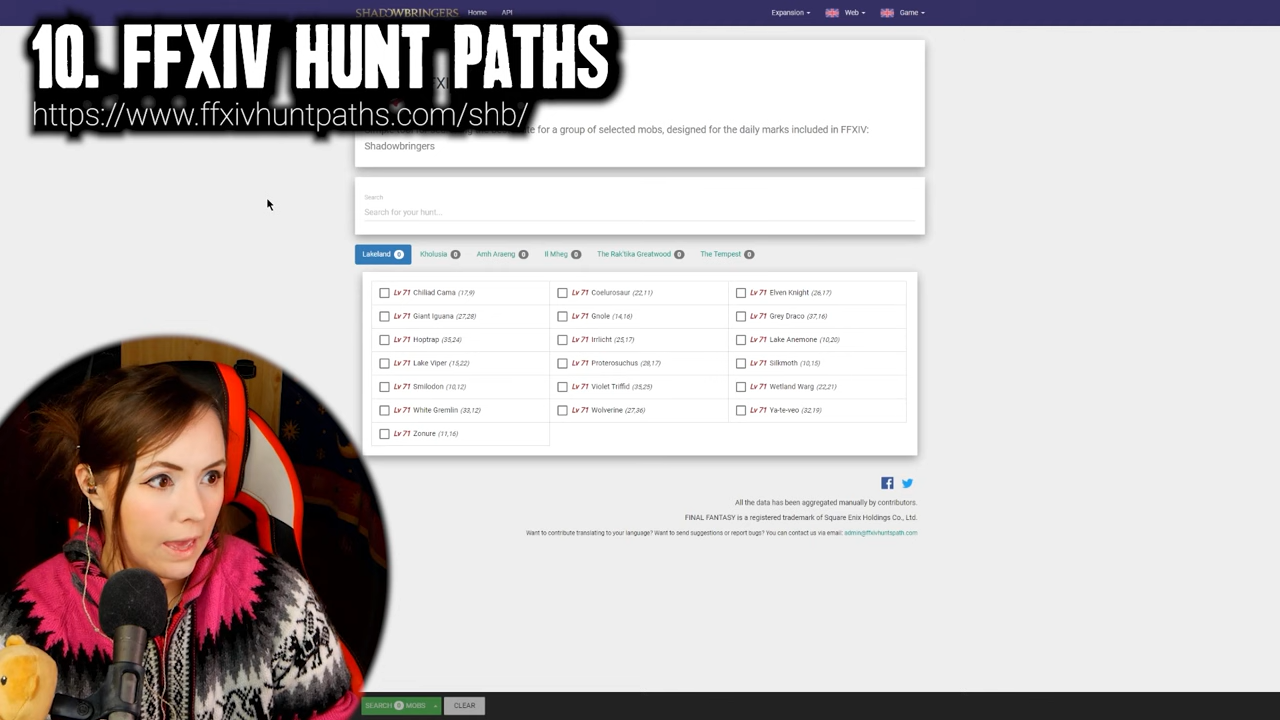 SHADOWBRINGERS Home API Expansion Web Game
10. FFXIV HUNT PATHS
https://www.ffxivhuntpaths.com/shb/
for a group of selected mobs, designed for the daily marks included in FFXIV:
Shadowbringers
Search
Search for your hunt...
Lakeland 0 Kholusia 0 Amh Araeng 0 Il Mheg 0 The Rak'tika Greatwood 0 The Tempest 0
Lv 71 Chiliad Cama (17,9) Lv 71 Coelurosaur (22,11) Lv 71 Elven Knight (26,17)
Lv 71 Giant Iguana (27,28) Lv 71 Gnole (14,16) Lv 71 Grey Draco (37,16)
Lv 71 Hoptrap (35,24) Lv 71 Irrlicht (25,17) Lv 71 Lake Anemone (10,20)
Lv 71 Lake Viper (15,22) Lv 71 Proterosuchus (28,17) Lv 71 Silkmoth (10,15)
Lv 71 Smilodon (10,12) Lv 71 Violet Triffid (35,25) Lv 71 Wetland Warg (22,21)
Lv 71 White Gremlin (33,12) Lv 71 Wolverine (27,36) Lv 71 Ya-te-veo (32,19)
Lv 71 Zonure (11,16)
All the data has been aggregated manually by contributors.
FINAL FANTASY is a registered trademark of Square Enix Holdings Co., Ltd.
Want to contribute translating to your language? Want to send suggestions or report bugs? You can contact us via email: admin@ffxivhuntspath.com
SEARCH 0 MOBS CLEAR